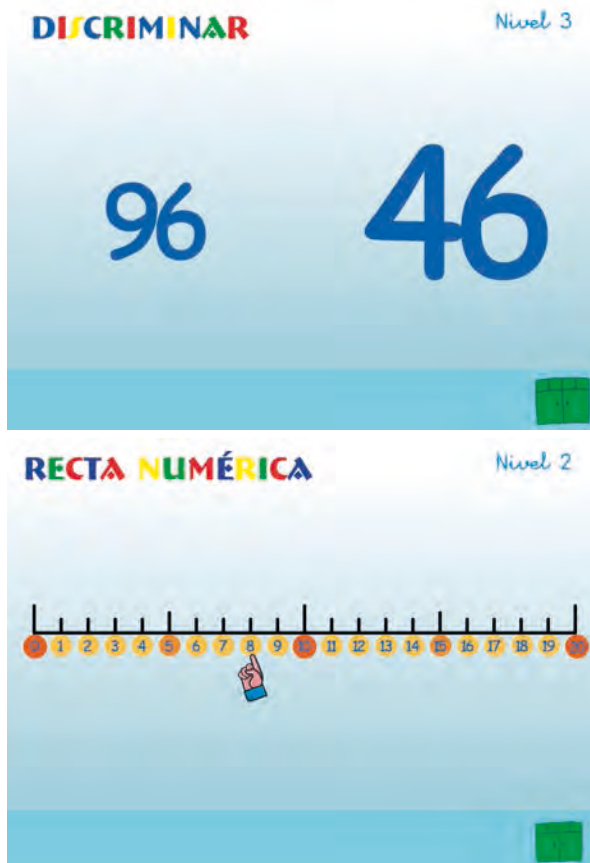 DISCRIMINAR
Nivel 3
96
46
RECTA NUMÉRICA
Nivel 2
0 1 2 3 4 5 6 7 8 9 10 11 12 13 14 15 16 17 18 19 20